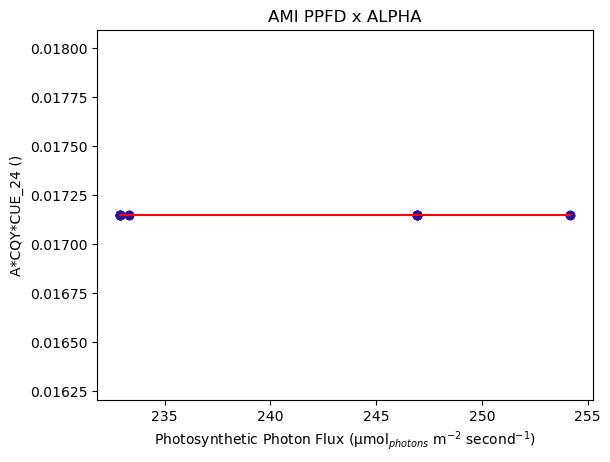 AMI PPFD x ALPHA
0.01800
0.01775
0.01750
0.01725
0.01700
0.01675
0.01650
0.01625
A*CQY*CUE_24 ()
235 240 245 250 255
Photosynthetic Photon Flux (μmol$_{photons}$ m$^{-2}$ second$^{-1}$)